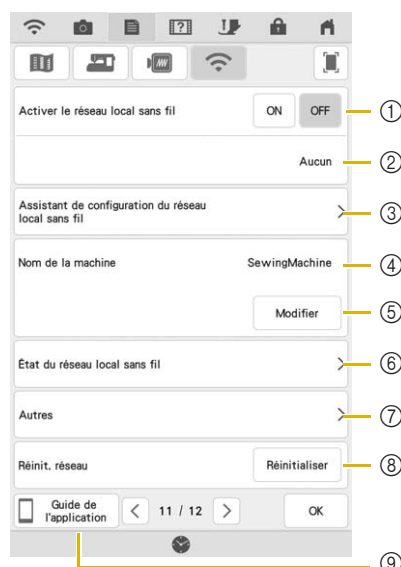 Activer le réseau local sans fil ON OFF ①
Aucun ②
Assistant de configuration du réseau
local sans fil > ③
Nom de la machine SewingMachine ④
Modifier ⑤
État du réseau local sans fil > ⑥
Autres > ⑦
Réinit. réseau Réinitialiser ⑧
Guide de
l'application < 11 / 12 > OK
⑨